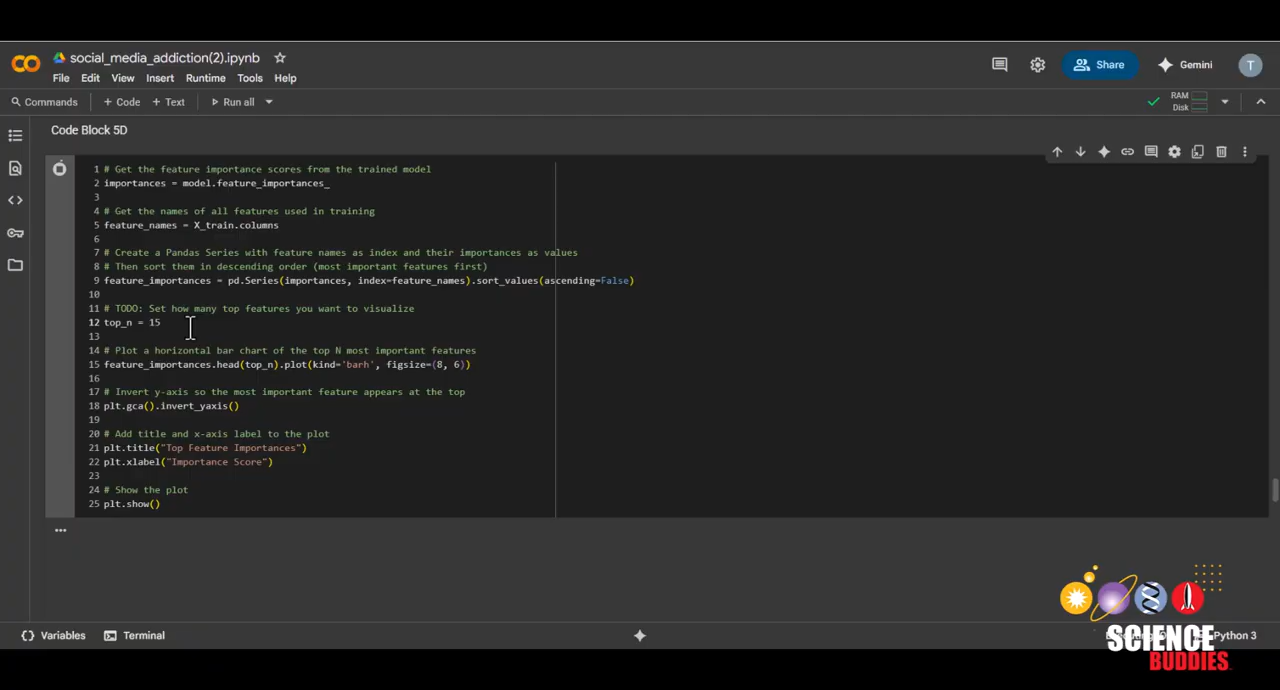 social_media_addiction(2).ipynb
File Edit View Insert Runtime Tools Help
Share
Gemini
T
Commands + Code + Text Run all
RAM
Disk
Code Block 5D
1 # Get the feature importance scores from the trained model
2 importances = model.feature_importances_
3
4 # Get the names of all features used in training
5 feature_names = X_train.columns
6
7 # Create a Pandas Series with feature names as index and their importances as values
8 # Then sort them in descending order (most important features first)
9 feature_importances = pd.Series(importances, index=feature_names).sort_values(ascending=False)
10
11 # TODO: Set how many top features you want to visualize
12 top_n = 15
13
14 # Plot a horizontal bar chart of the top N most important features
15 feature_importances.head(top_n).plot(kind='barh', figsize=(8, 6))
16
17 # Invert y-axis so the most important feature appears at the top
18 plt.gca().invert_yaxis()
19
20 # Add title and x-axis label to the plot
21 plt.title("Top Feature Importances")
22 plt.xlabel("Importance Score")
23
24 # Show the plot
25 plt.show()
Variables Terminal
Python 3
SCIENCE
BUDDIES